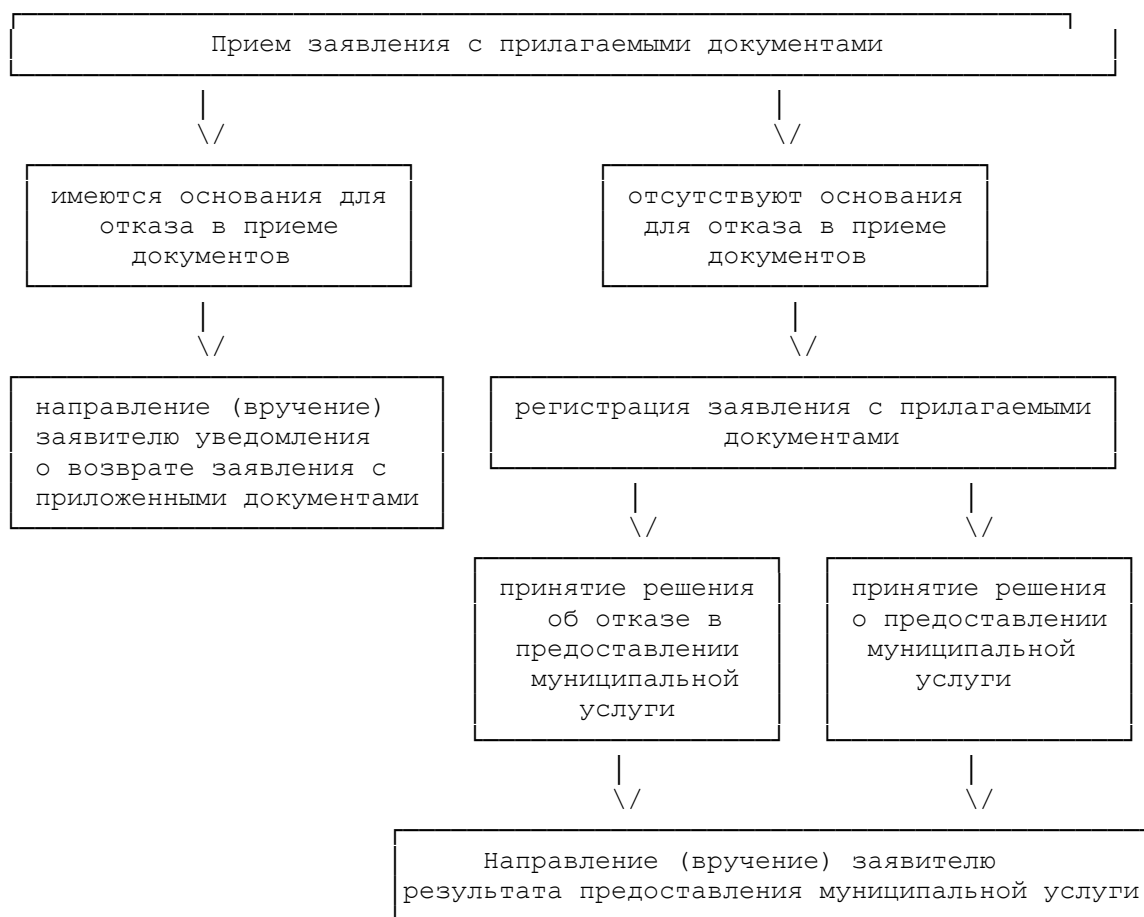 Прием заявления с прилагаемыми документами
имеются основания для
отказа в приеме
документов
отсутствуют основания
для отказа в приеме
документов
направление (вручение)
заявителю уведомления
о возврате заявления с
приложенными документами
регистрация заявления с прилагаемыми
документами
принятие решения
об отказе в
предоставлении
муниципальной
услуги
принятие решения
о предоставлении
муниципальной
услуги
Направление (вручение) заявителю
результата предоставления муниципальной услуги